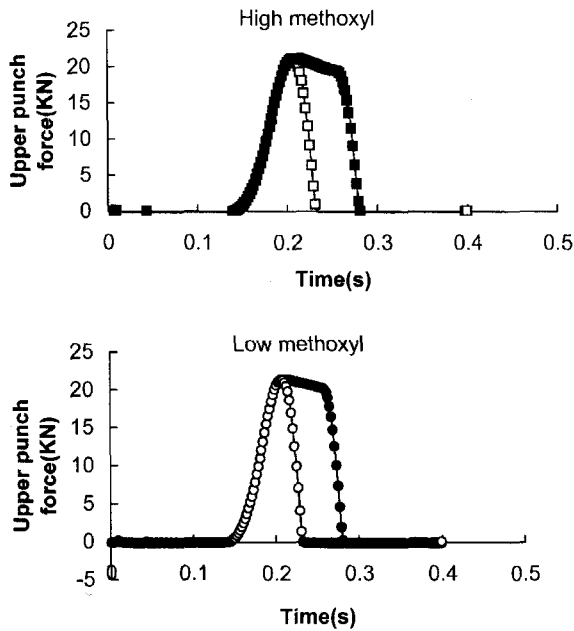 High methoxyl
Upper punch
force(KN)
25
20
15
10
5
0
0 0.1 0.2 0.3 0.4 0.5
Time(s)
Low methoxyl
Upper punch
force(KN)
25
20
15
10
5
0
-5
0.1 0.2 0.3 0.4 0.5
Time(s)